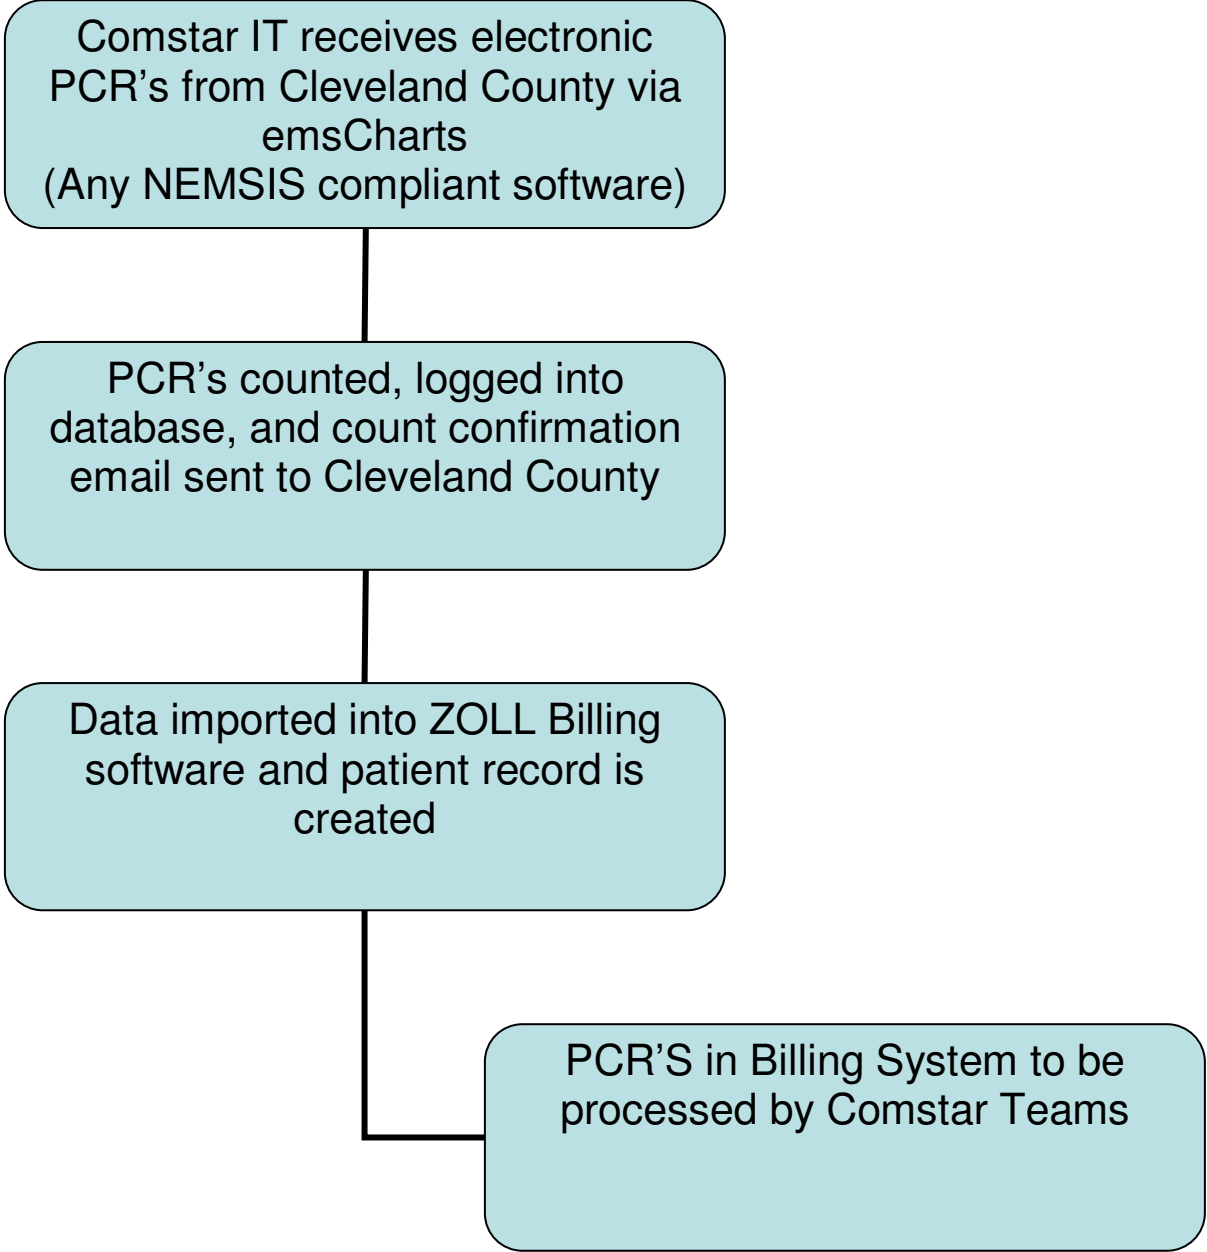 Comstar IT receives electronic
PCR’s from Cleveland County via
emsCharts
(Any NEMSIS compliant software)
PCR’s counted, logged into
database, and count confirmation
email sent to Cleveland County
Data imported into ZOLL Billing
software and patient record is
created
PCR’S in Billing System to be
processed by Comstar Teams